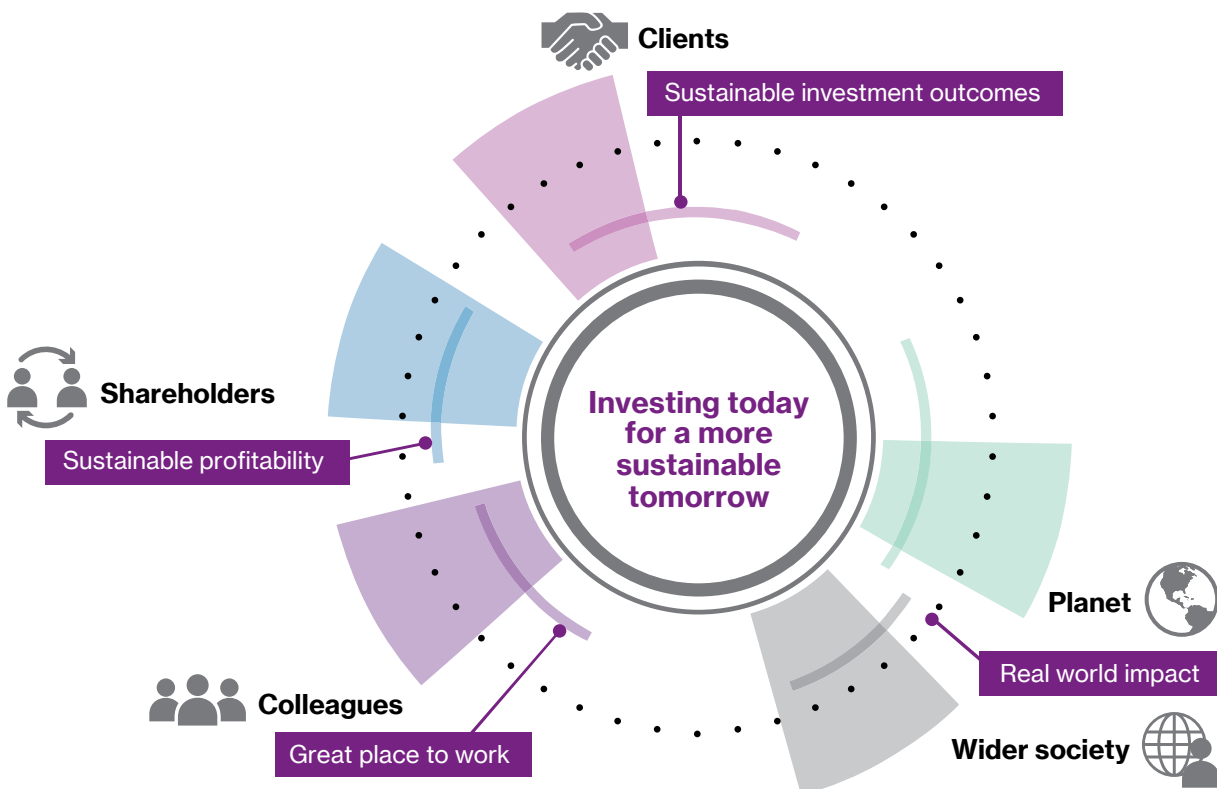 Clients
Sustainable investment outcomes
Shareholders
Sustainable profitability
Investing today
for a more
sustainable
tomorrow
Planet
Real world impact
Colleagues
Great place to work
Wider society